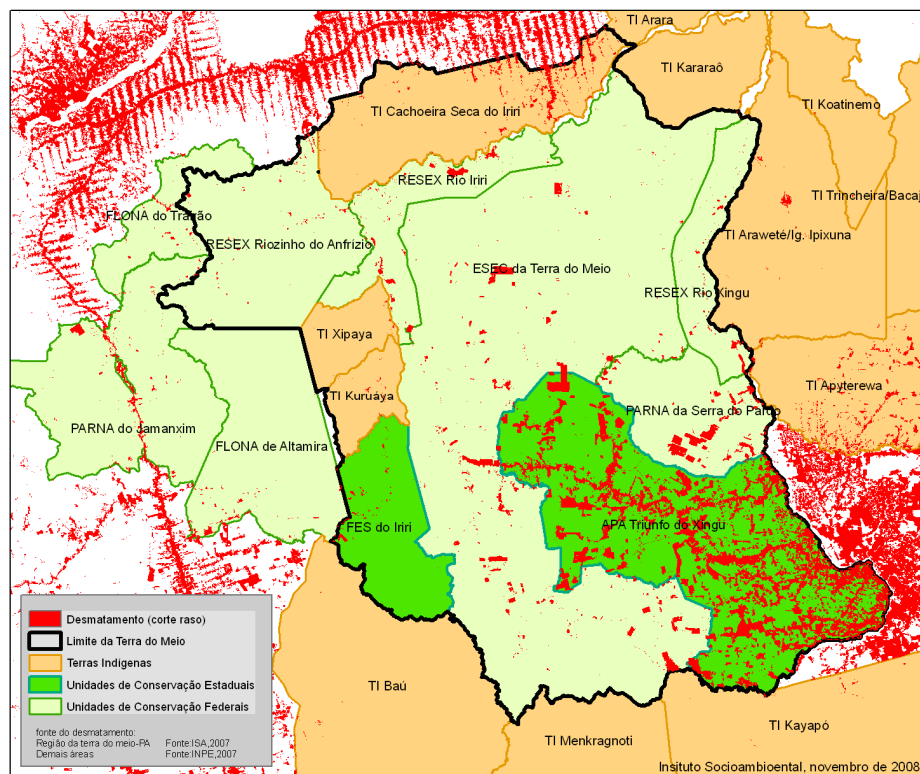 TI Arara
TI Kararaô
TI Koatinemo
TI Cachoeira Seca do Iriri
RESEX Rio Iriri
TI Trincheira/Bacaj
FLONA do Trairão
RESEX Riozinho do Anfrizio
TI Araweté/Ig. Ipixuna
ESEC da Terra do Meio
RESEX Rio Xingu
TI Xipaya
TI Kuruáya
TI Apyterewa
PARNA da Serra do Pardo
PARNA do Jamanxim
FLONA de Altamira
FES do Iriri
APA Triunfo do Xingu
Desmatamento (corte raso)
Limite da Terra do Meio
Terras Indígenas
Unidades de Conservação Estaduais
Unidades de Conservação Federais
fonte do desmatamento:
Região da terra do meio-PA Fonte:ISA,2007
Demais áreas Fonte:INPE,2007
TI Baú
TI Kayapó
TI Menkragnoti
Insituto Socioambioental, novembro de 2008